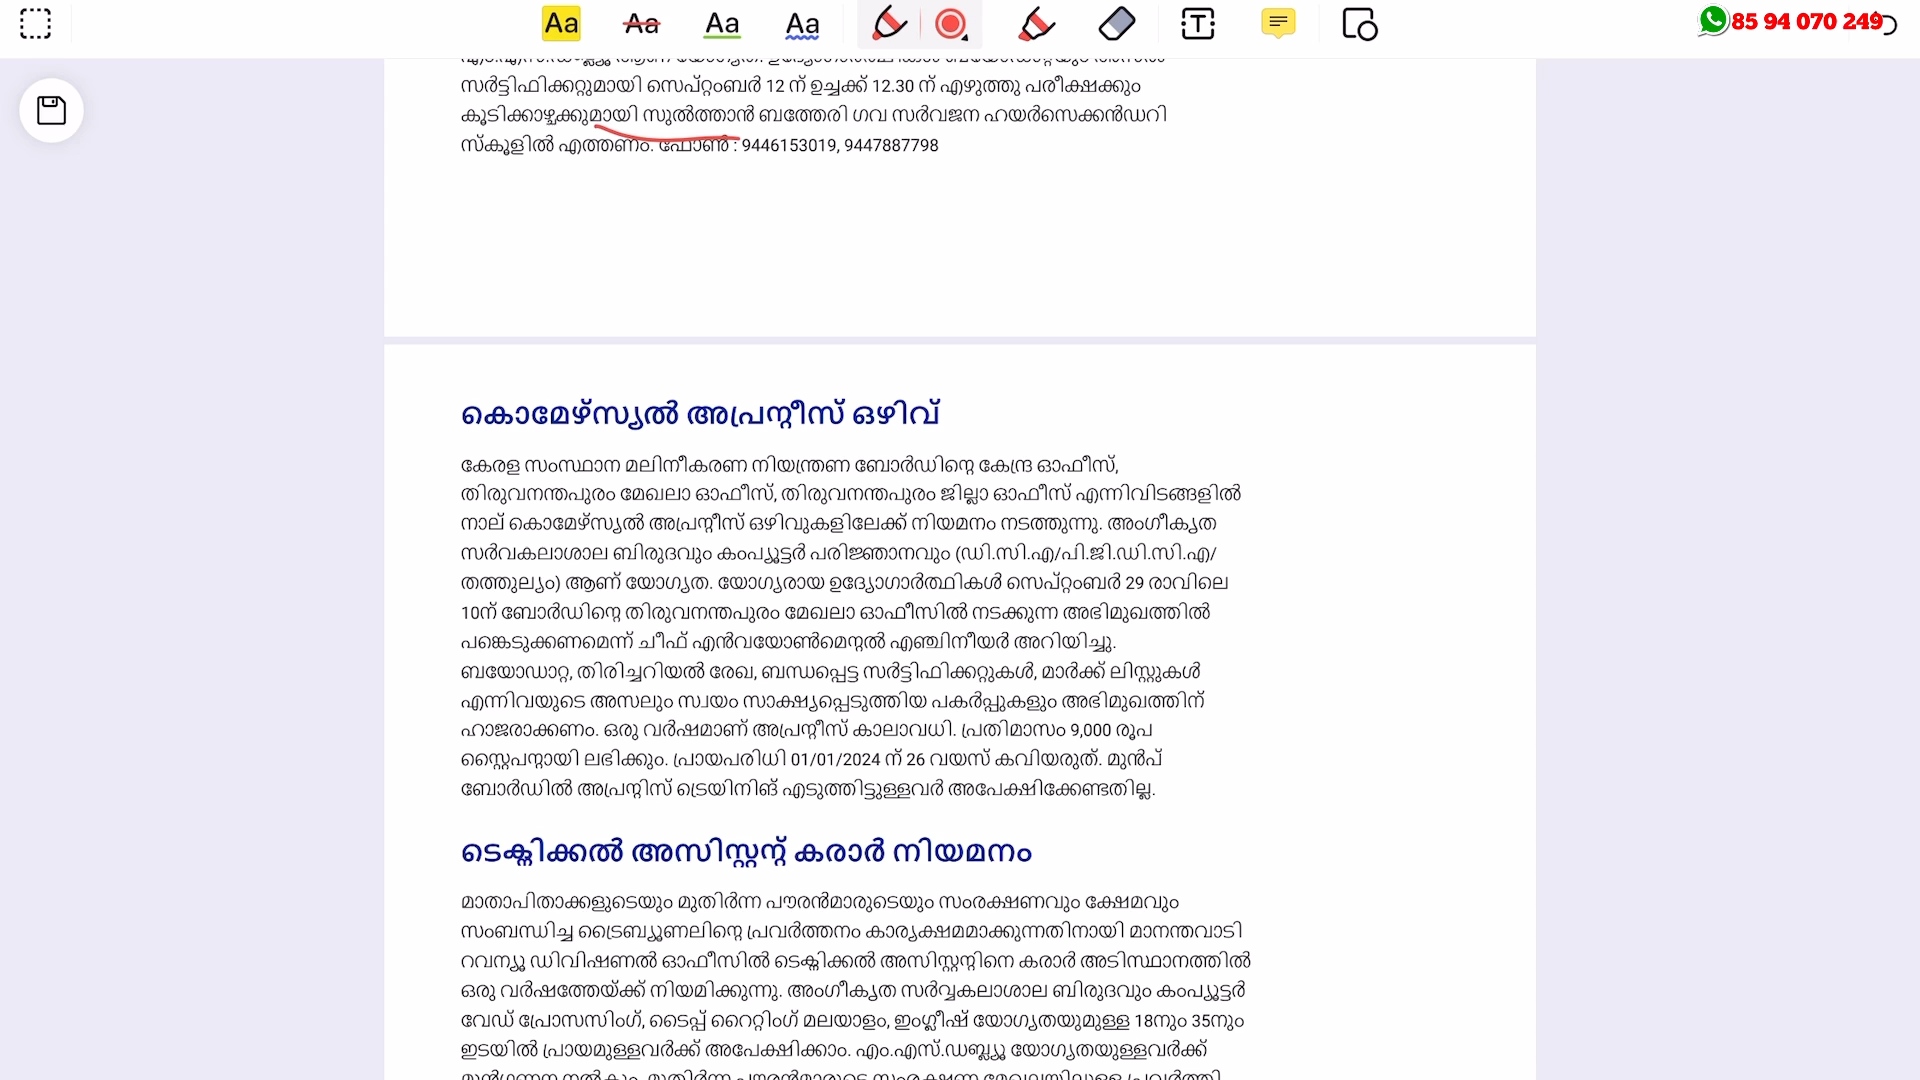 Aa Aa Aa Aa T 85 94 070 249
സർട്ടിഫിക്കറ്റുമായി സെപ്റ്റംബർ 12 ന് ഉച്ചക്ക് 12.30 ന് എഴുത്തു പരീക്ഷക്കും
കൂടിക്കാഴ്ചക്കുമായി സുൽത്താൻ ബത്തേരി ഗവ സർവജന ഹയർസെക്കൻഡറി
സ്കൂളിൽ എത്തണം. ഫോൺ : 9446153019, 9447887798
കൊമേഴ്സ്യൽ അപ്രന്റീസ് ഒഴിവ്
കേരള സംസ്ഥാന മലിനീകരണ നിയന്ത്രണ ബോർഡിന്റെ കേന്ദ്ര ഓഫീസ്,
തിരുവനന്തപുരം മേഖലാ ഓഫീസ്, തിരുവനന്തപുരം ജില്ലാ ഓഫീസ് എന്നിവിടങ്ങളിൽ
നാല് കൊമേഴ്സ്യൽ അപ്രന്റീസ് ഒഴിവുകളിലേക്ക് നിയമനം നടത്തുന്നു. അംഗീകൃത
സർവകലാശാല ബിരുദവും കംപ്യൂട്ടർ പരിജ്ഞാനവും (ഡി.സി.എ/പി.ജി.ഡി.സി.എ/
തത്തുല്യം) ആണ് യോഗ്യത. യോഗ്യരായ ഉദ്യോഗാർത്ഥികൾ സെപ്റ്റംബർ 29 രാവിലെ
10ന് ബോർഡിന്റെ തിരുവനന്തപുരം മേഖലാ ഓഫീസിൽ നടക്കുന്ന അഭിമുഖത്തിൽ
പങ്കെടുക്കണമെന്ന് ചീഫ് എൻവയോൺമെന്റൽ എഞ്ചിനീയർ അറിയിച്ചു.
ബയോഡാറ്റ, തിരിച്ചറിയൽ രേഖ, ബന്ധപ്പെട്ട സർട്ടിഫിക്കറ്റുകൾ, മാർക്ക് ലിസ്റ്റുകൾ
എന്നിവയുടെ അസലും സ്വയം സാക്ഷ്യപ്പെടുത്തിയ പകർപ്പുകളും അഭിമുഖത്തിന്
ഹാജരാക്കണം. ഒരു വർഷമാണ് അപ്രന്റീസ് കാലാവധി. പ്രതിമാസം 9,000 രൂപ
സ്റ്റൈപന്റായി ലഭിക്കും. പ്രായപരിധി 01/01/2024 ന് 26 വയസ് കവിയരുത്. മുൻപ്
ബോർഡിൽ അപ്രന്റിസ് ട്രെയിനിങ് എടുത്തിട്ടുള്ളവർ അപേക്ഷിക്കേണ്ടതില്ല.
ടെക്നിക്കൽ അസിസ്റ്റന്റ് കരാർ നിയമനം
മാതാപിതാക്കളുടെയും മുതിർന്ന പൗരൻമാരുടെയും സംരക്ഷണവും ക്ഷേമവും
സംബന്ധിച്ച ട്രൈബ്യൂണലിന്റെ പ്രവർത്തനം കാര്യക്ഷമമാക്കുന്നതിനായി മാനന്തവാടി
റവന്യൂ ഡിവിഷണൽ ഓഫീസിൽ ടെക്നിക്കൽ അസിസ്റ്റന്റിനെ കരാർ അടിസ്ഥാനത്തിൽ
ഒരു വർഷത്തേയ്ക്ക് നിയമിക്കുന്നു. അംഗീകൃത സർവ്വകലാശാല ബിരുദവും കംപ്യൂട്ടർ
വേഡ് പ്രോസസിംഗ്, ടൈപ്പ് റൈറ്റിംഗ് മലയാളം, ഇംഗ്ലീഷ് യോഗ്യതയുമുള്ള 18നും 35നും
ഇടയിൽ പ്രായമുള്ളവർക്ക് അപേക്ഷിക്കാം. എം.എസ്.ഡബ്ല്യൂ യോഗ്യതയുള്ളവർക്ക്